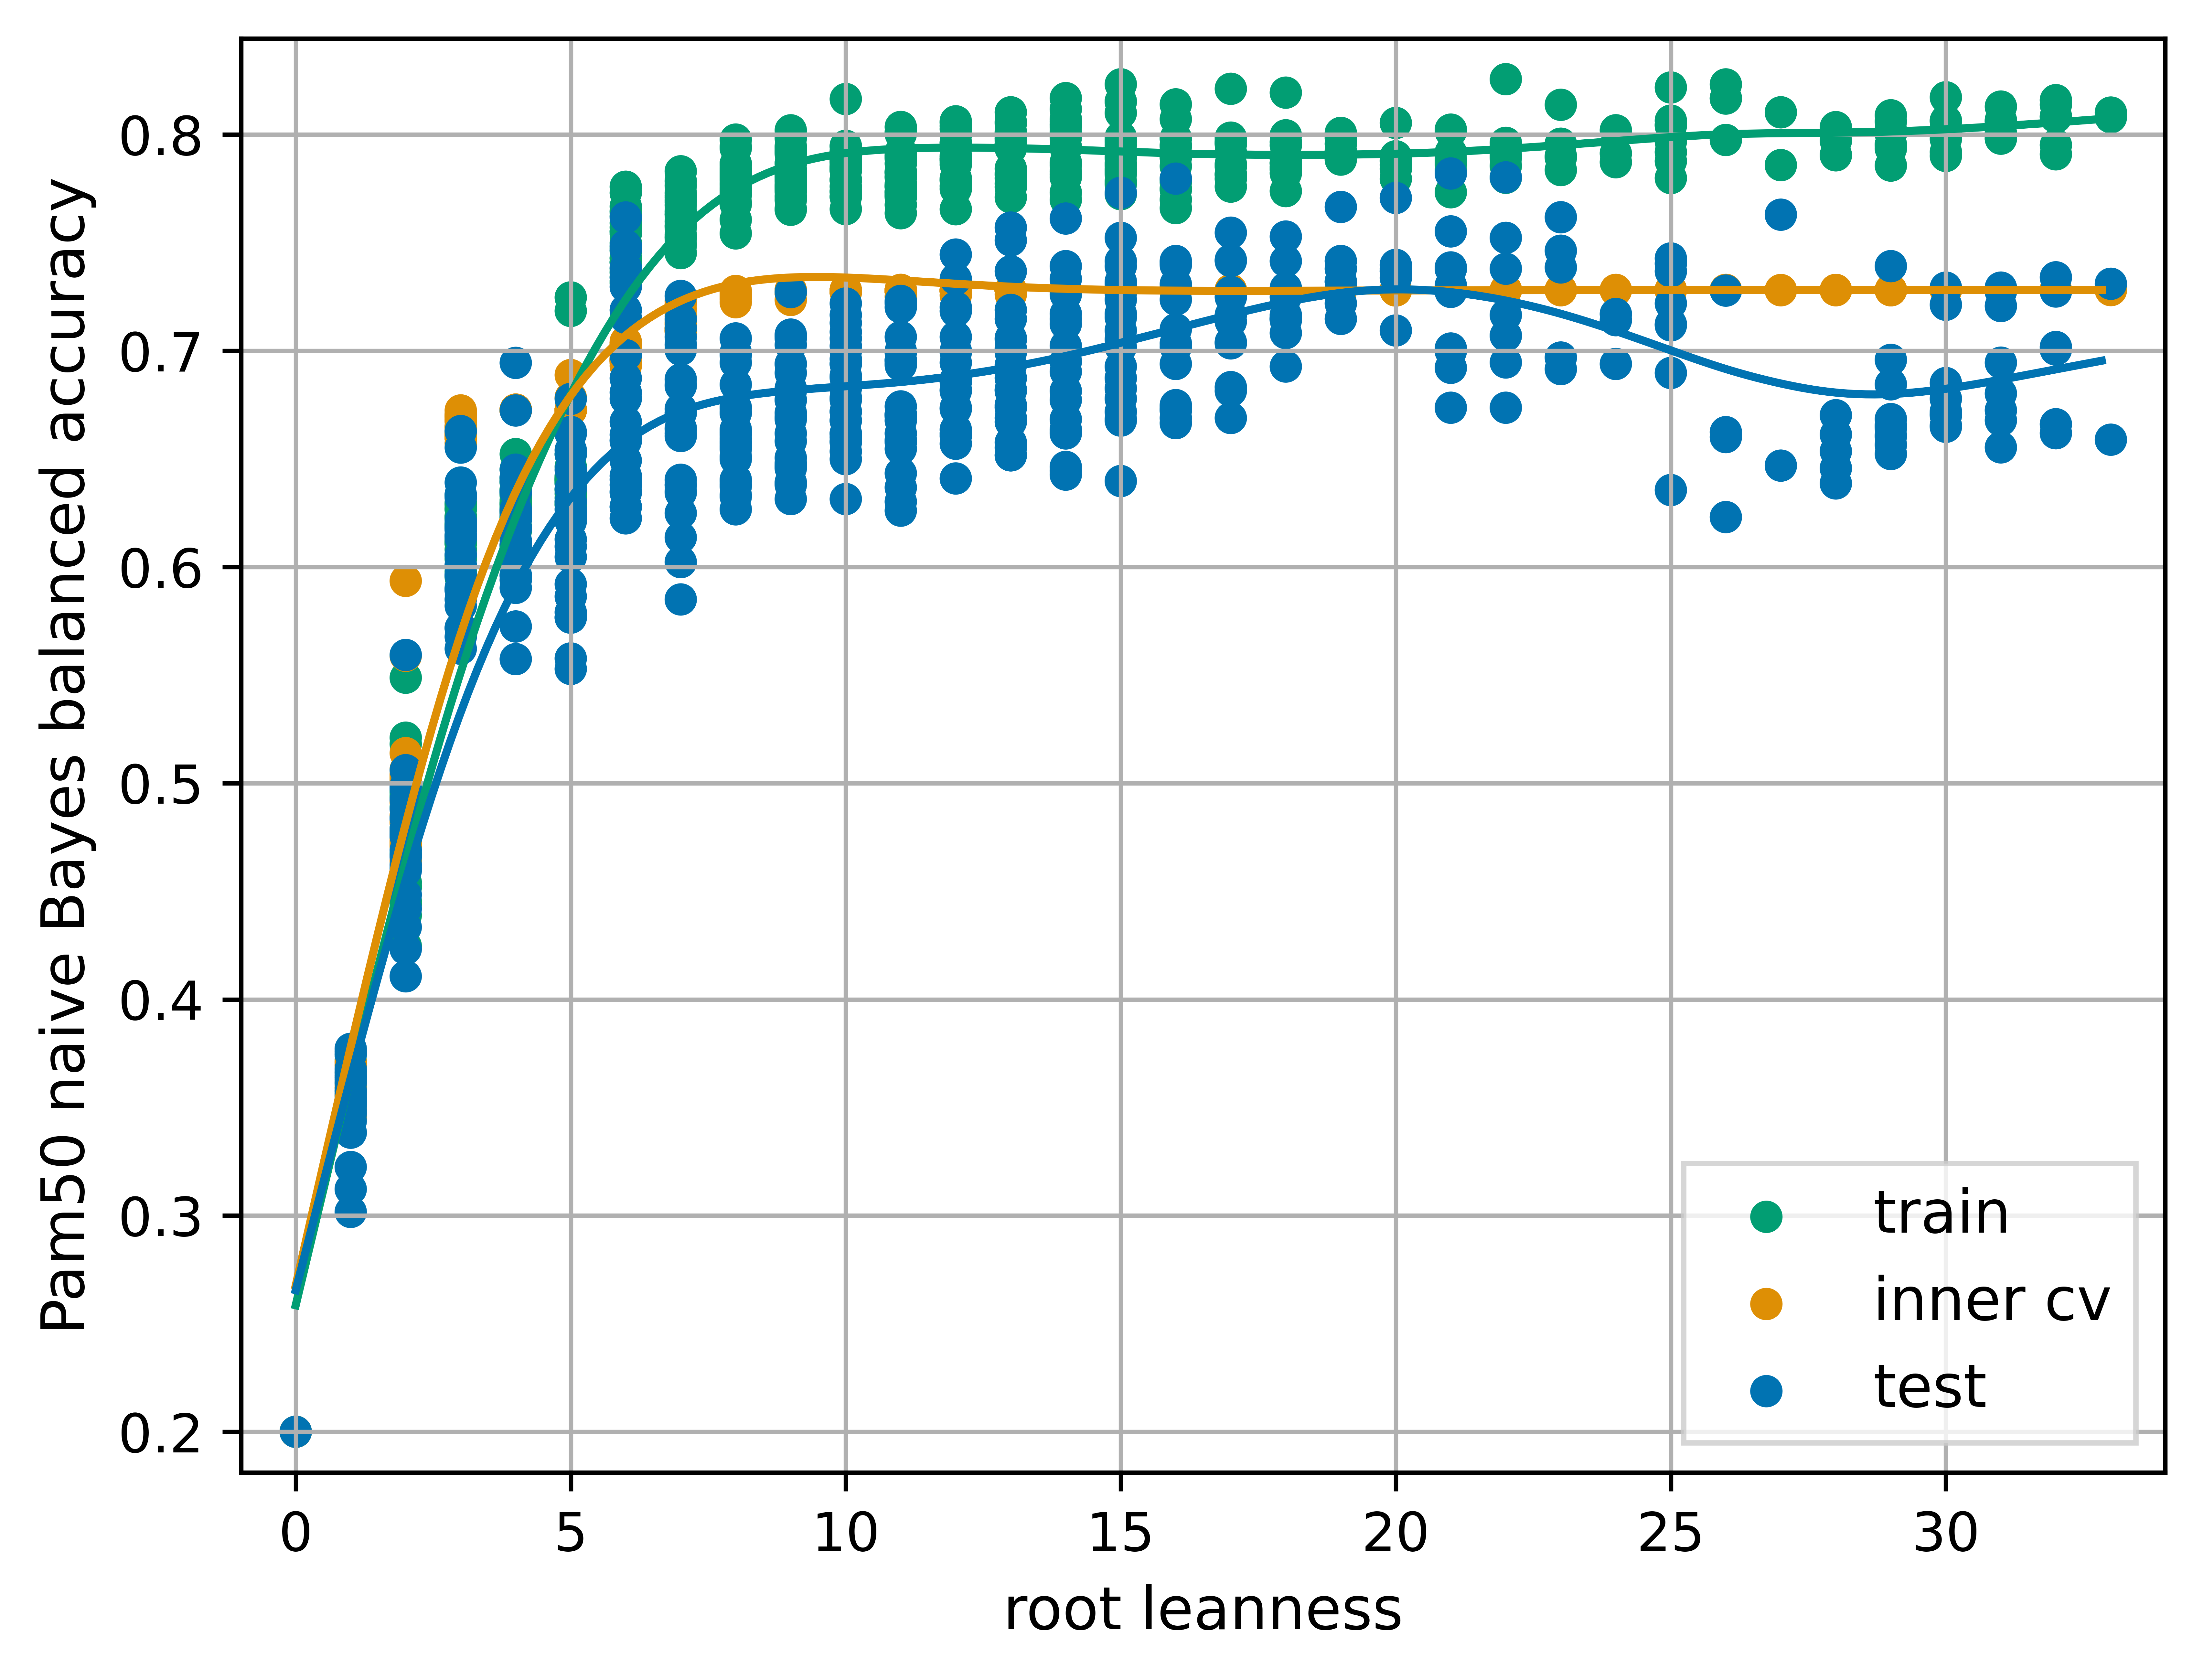 Pam50 naive Bayes balanced accuracy
0.8
0.7
0.6
0.5
0.4
0.3
0.2
0 5 10 15 20 25 30
root leanness
train
inner cv
test